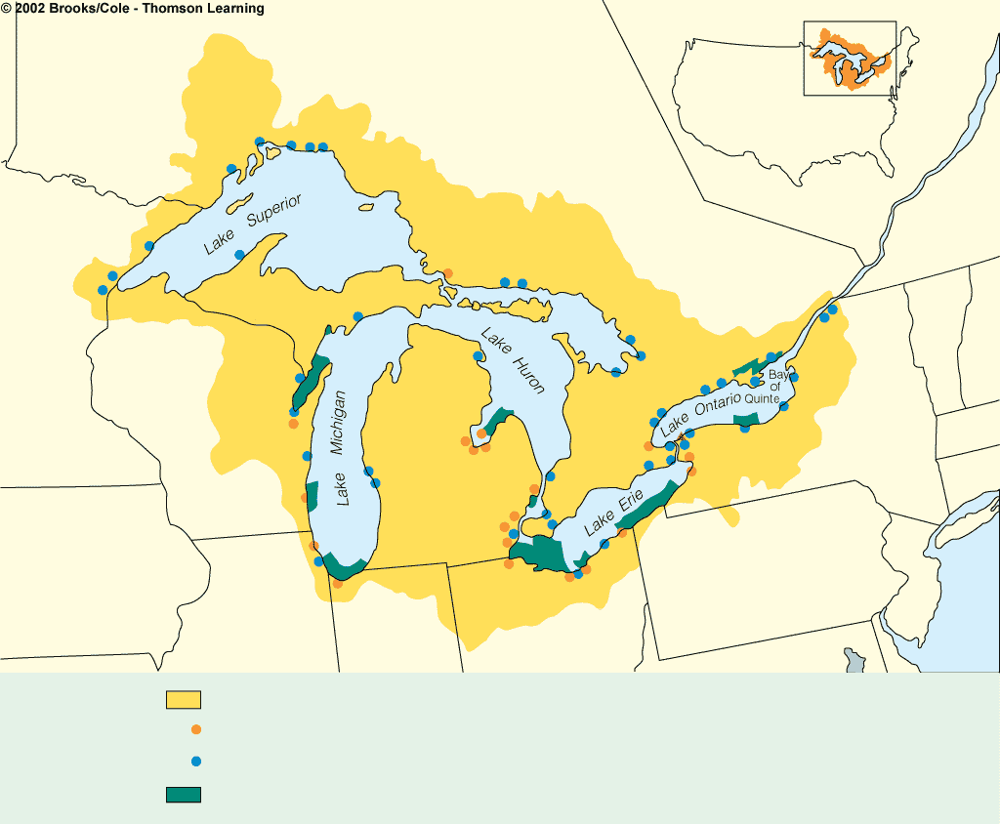 © 2002 Brooks/Cole - Thomson Learning
Lake Superior
Lake Huron
Lake Michigan
Bay
of
Quinte
Lake Ontario
Lake Erie